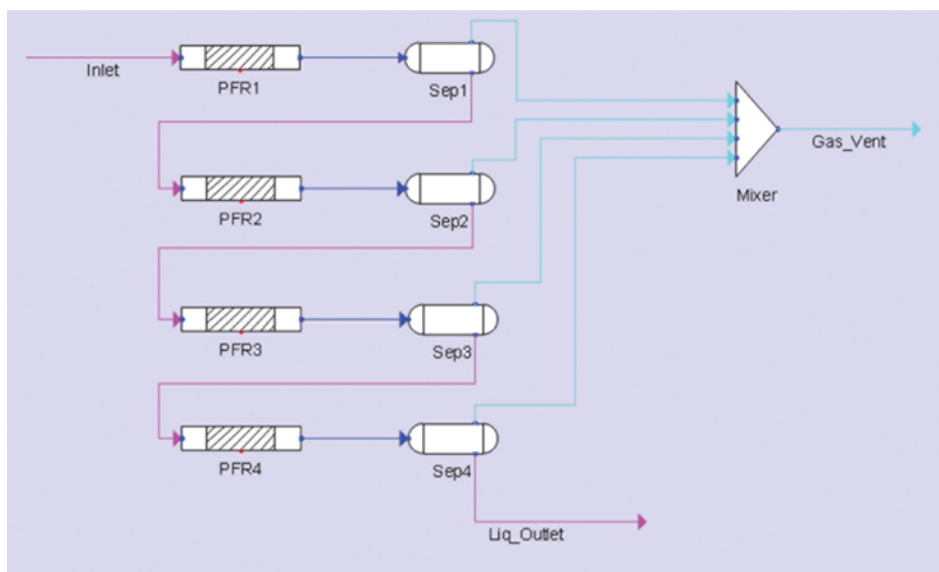 Inlet
PFR1
Sep1
Gas_Vent
Mixer
PFR2
Sep2
PFR3
Sep3
PFR4
Sep4
Liq_Outlet